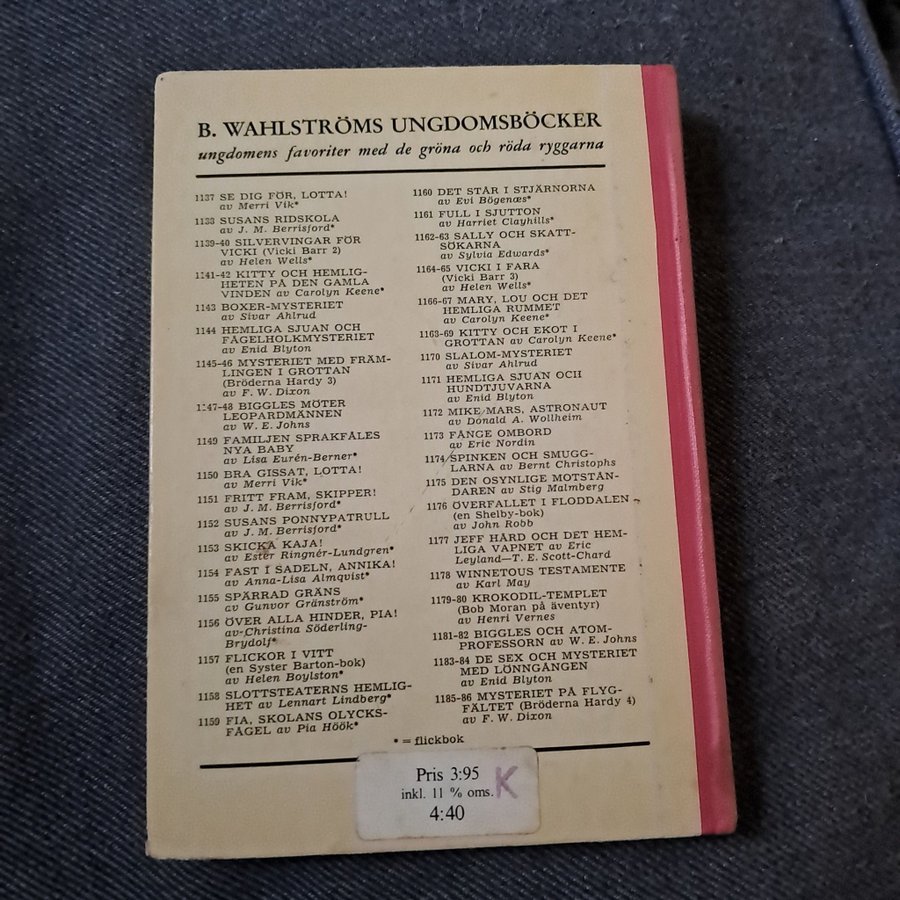 B. WAHLSTRÖMS UNGDOMSBÖCKER
ungdomens favoriter med de gröna och röda ryggarna
1137 SE DIG FÖR, LOTTA!
av Merri Vik*
1138 SUSANS RIDSKOLA
av J. M. Berrisford*
1139-40 SILVERVINGAR FÖR
VICKI (Vicki Barr 2)
av Helen Wells*
1141-42 KITTY OCH HEMLIG-
HETEN PÅ DEN GAMLA
VINDEN av Carolyn Keene*
1143 BOXER-MYSTERIET
av Sivar Ahlrud
1144 HEMLIGA SJUAN OCH
FÅGELHOLKMYSTERIET
av Enid Blyton
1145-46 MYSTERIET MED FRÄM-
LINGEN I GROTTAN
(Bröderna Hardy 3)
av F. W. Dixon
1147-48 BIGGLES MÖTER
LEOPARDMÄNNEN
av W. E. Johns
1149 FAMILJEN SPRAKFÅLES
NYA BABY
av Lisa Eurén-Berner*
1150 BRA GISSAT, LOTTA!
av Merri Vik*
1151 FRITT FRAM, SKIPPER!
av J. M. Berrisford*
1152 SUSANS PONNYPATRULL
av J. M. Berrisford*
1153 SKICKA KAJA!
av Ester Ringnér-Lundgren*
1154 FAST I SADELN, ANNIKA!
av Anna-Lisa Almqvist*
1155 SPÄRRAD GRÄNS
av Gunvor Gränström*
1156 ÖVER ALLA HINDER, PIA!
av Christina Söderling-
Brydolf*
1157 FLICKOR I VITT
(en Syster Barton-bok)
av Helen Boylston*
1158 SLOTTSTEATERNS HEMLIG-
HET av Lennart Lindberg*
1159 FIA, SKOLANS OLYCKS-
FÅGEL av Pia Höök*
1160 DET STÅR I STJÄRNORNA
av Evi Bögenæs*
1161 FULL I SJUTTON
av Harriet Clayhills*
1162-63 SALLY OCH SKATT-
SÖKARNA
av Sylvia Edwards*
1164-65 VICKI I FARA
(Vicki Barr 3)
av Helen Wells*
1166-67 MARY, LOU OCH DET
HEMLIGA RUMMET
av Carolyn Keene*
1168-69 KITTY OCH EKOT I
GROTTAN av Carolyn Keene*
1170 SLALOM-MYSTERIET
av Sivar Ahlrud
1171 HEMLIGA SJUAN OCH
HUNDTJUVARNA
av Enid Blyton
1172 MIKE MARS, ASTRONAUT
av Donald A. Wollheim
1173 FÅNGE OMBORD
av Eric Nordin
1174 SPINKEN OCH SMUGG-
LARNA av Bernt Christophs
1175 DEN OSYNLIGE MOTSTÅN-
DAREN av Stig Malmberg
1176 ÖVERFALLET I FLODDALEN
(en Shelby-bok)
av John Robb
1177 JEFF HÅRD OCH DET HEM-
LIGA VAPNET av Eric
Leyland—T. E. Scott-Chard
1178 WINNETOUS TESTAMENTE
av Karl May
1179-80 KROKODIL-TEMPLET
(Bob Moran på äventyr)
av Henri Vernes
1181-82 BIGGLES OCH ATOM-
PROFESSORN av W. E. Johns
1183-84 DE SEX OCH MYSTERIET
MED LÖNNGÅNGEN
av Enid Blyton
1185-86 MYSTERIET PÅ FLYG-
FÄLTET (Bröderna Hardy 4)
av F. W. Dixon
* = flickbok
Pris 3:95
inkl. 11 % oms. K
4:40